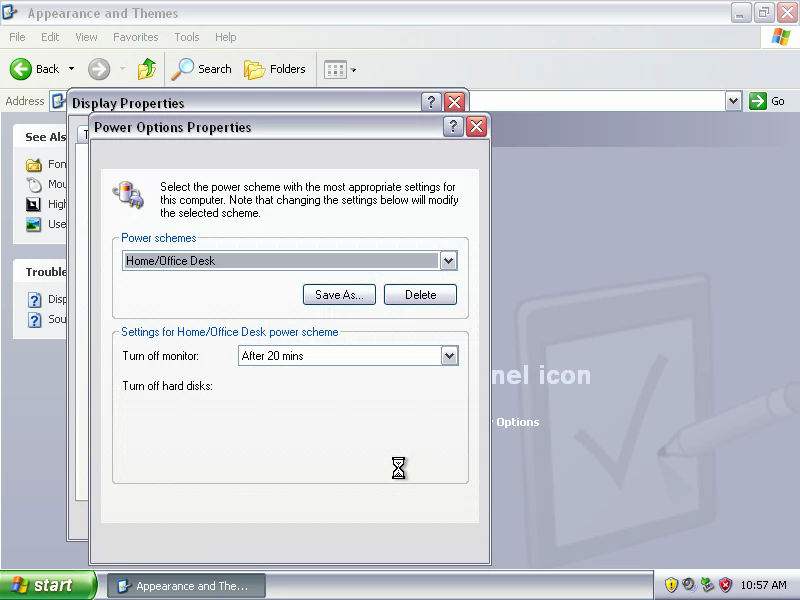 Appearance and Themes
File Edit View Favorites Tools Help
Back Search Folders
Address Go
Display Properties
Power Options Properties
See Als
Fon
Mou
High
Use
Trouble
Disp
Sou
Select the power scheme with the most appropriate settings for
this computer. Note that changing the settings below will modify
the selected scheme.
Power schemes
Home/Office Desk
Save As... Delete
Settings for Home/Office Desk power scheme
Turn off monitor: After 20 mins
Turn off hard disks:
nel icon
Options
start Appearance and The... 10:57 AM